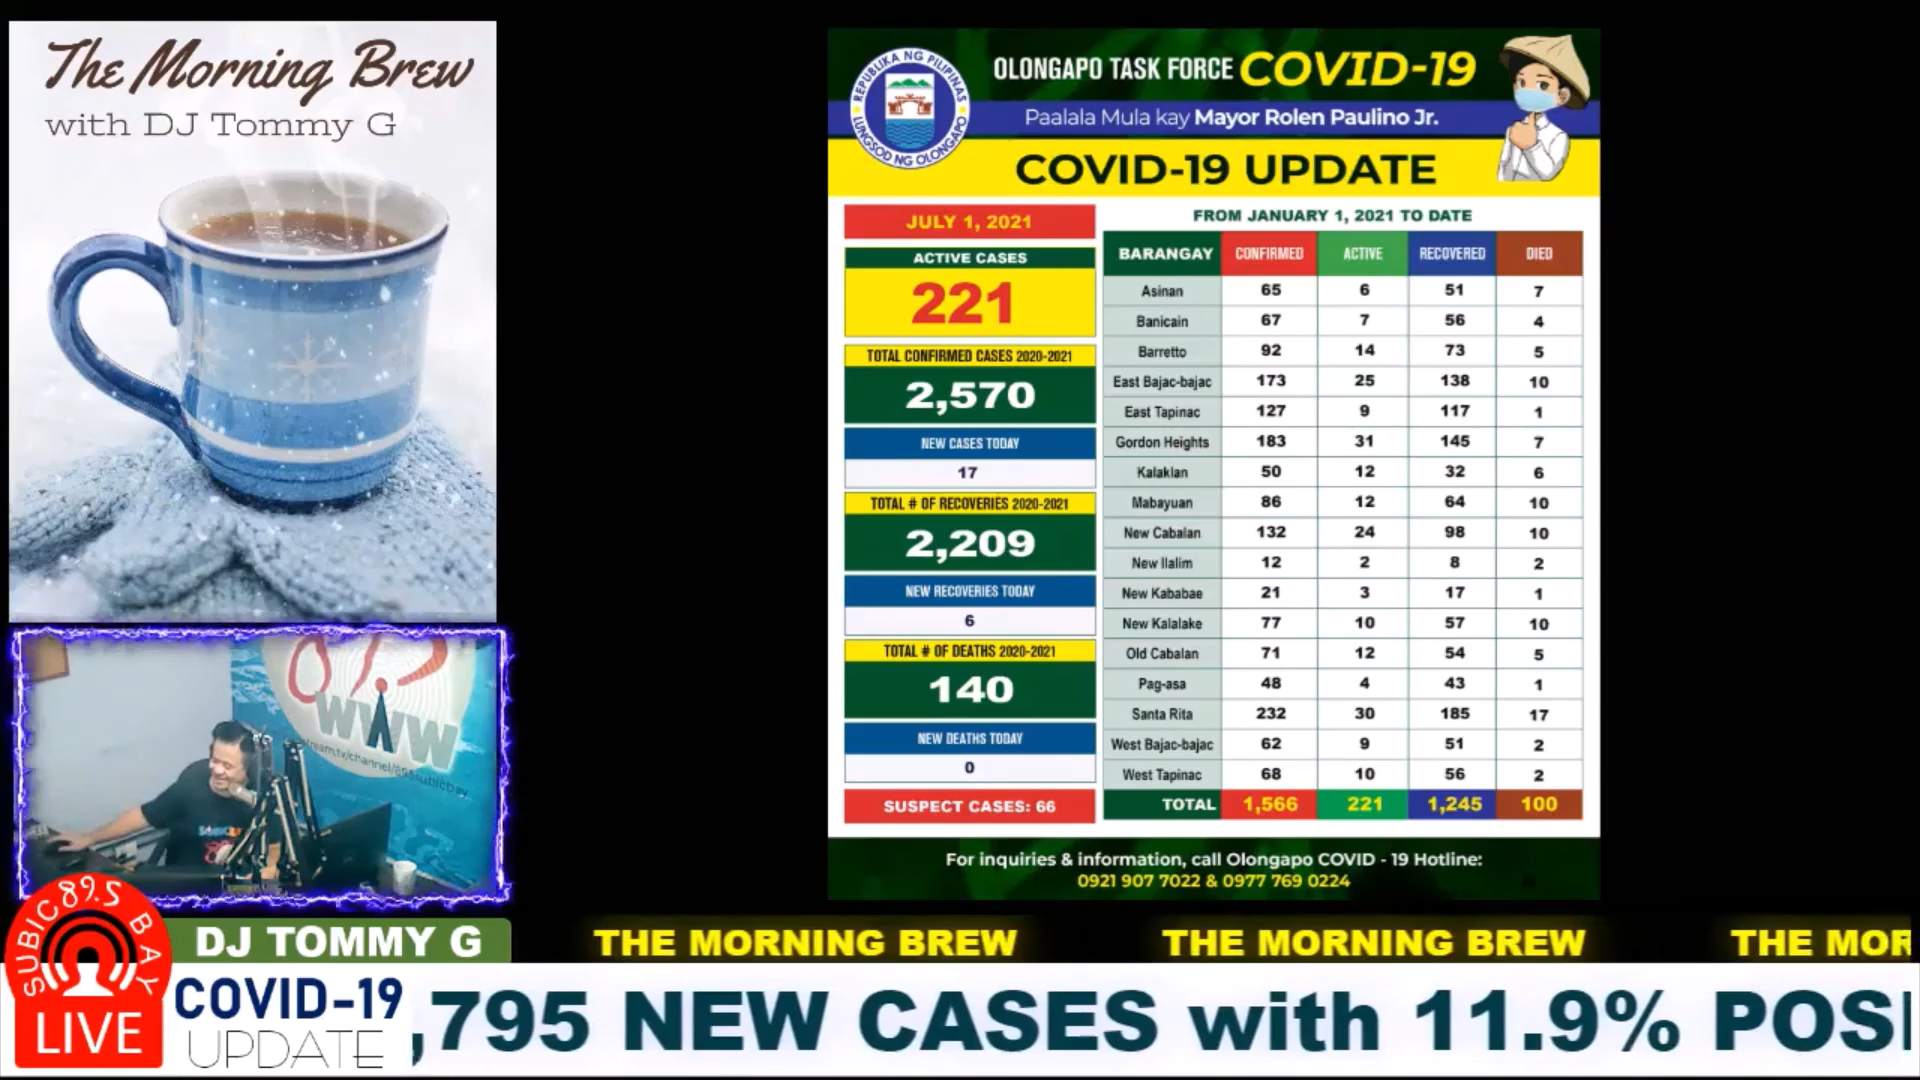 The Morning Brew
with DJ Tommy G
REPUBLIKA NG PILIPINAS
LUNGSOD NG OLONGAPO
OLONGAPO TASK FORCE COVID-19
Paalala Mula kay Mayor Rolen Paulino Jr.
COVID-19 UPDATE
JULY 1, 2021
ACTIVE CASES
221
TOTAL CONFIRMED CASES 2020-2021
2,570
NEW CASES TODAY
17
TOTAL # OF RECOVERIES 2020-2021
2,209
NEW RECOVERIES TODAY
6
TOTAL # OF DEATHS 2020-2021
140
NEW DEATHS TODAY
0
SUSPECT CASES: 66
FROM JANUARY 1, 2021 TO DATE
BARANGAY CONFIRMED ACTIVE RECOVERED DIED
Asinan 65 6 51 7
Banicain 67 7 56 4
Barretto 92 14 73 5
East Bajac-bajac 173 25 138 10
East Tapinac 127 9 117 1
Gordon Heights 183 31 145 7
Kalaklan 50 12 32 6
Mabayuan 86 12 64 10
New Cabalan 132 24 98 10
New Ilalim 12 2 8 2
New Kababae 21 3 17 1
New Kalalake 77 10 57 10
Old Cabalan 71 12 54 5
Pag-asa 48 4 43 1
Santa Rita 232 30 185 17
West Bajac-bajac 62 9 51 2
West Tapinac 68 10 56 2
TOTAL 1,566 221 1,245 100
For inquiries & information, call Olongapo COVID - 19 Hotline:
0921 907 7022 & 0977 769 0224
WWW
SUBIC 89.5 BAY
LIVE
DJ TOMMY G
THE MORNING BREW THE MORNING BREW THE MOR
COVID-19
UPDATE
,795 NEW CASES with 11.9% POSI